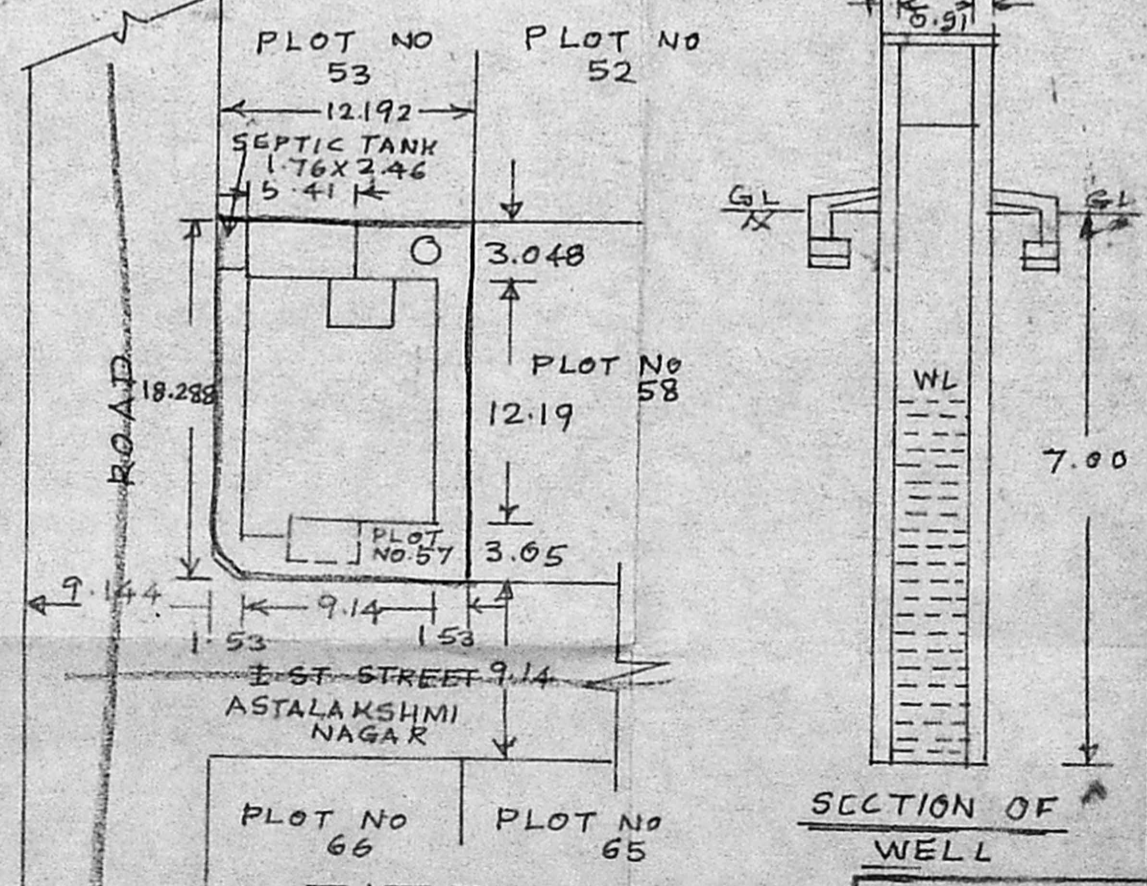 PLOT NO
53
PLOT NO
52
12.192
SEPTIC TANK
1.76X2.46
5.41
3.048
PLOT NO
58
12.19
18.288
ROAD
PLOT
NO.57
3.05
9.144
9.14
1.53
1.53
I ST STREET
9.14
ASTALAKSHMI
NAGAR
PLOT NO
66
PLOT NO
65
0.91
GL
GL
WL
7.00
SECTION OF
WELL